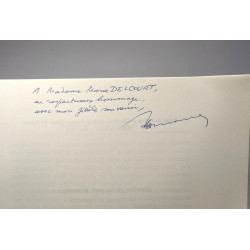 A Madame Marie DELCOURT,
en respectueux hommage,
avec mon fidèle souvenir,